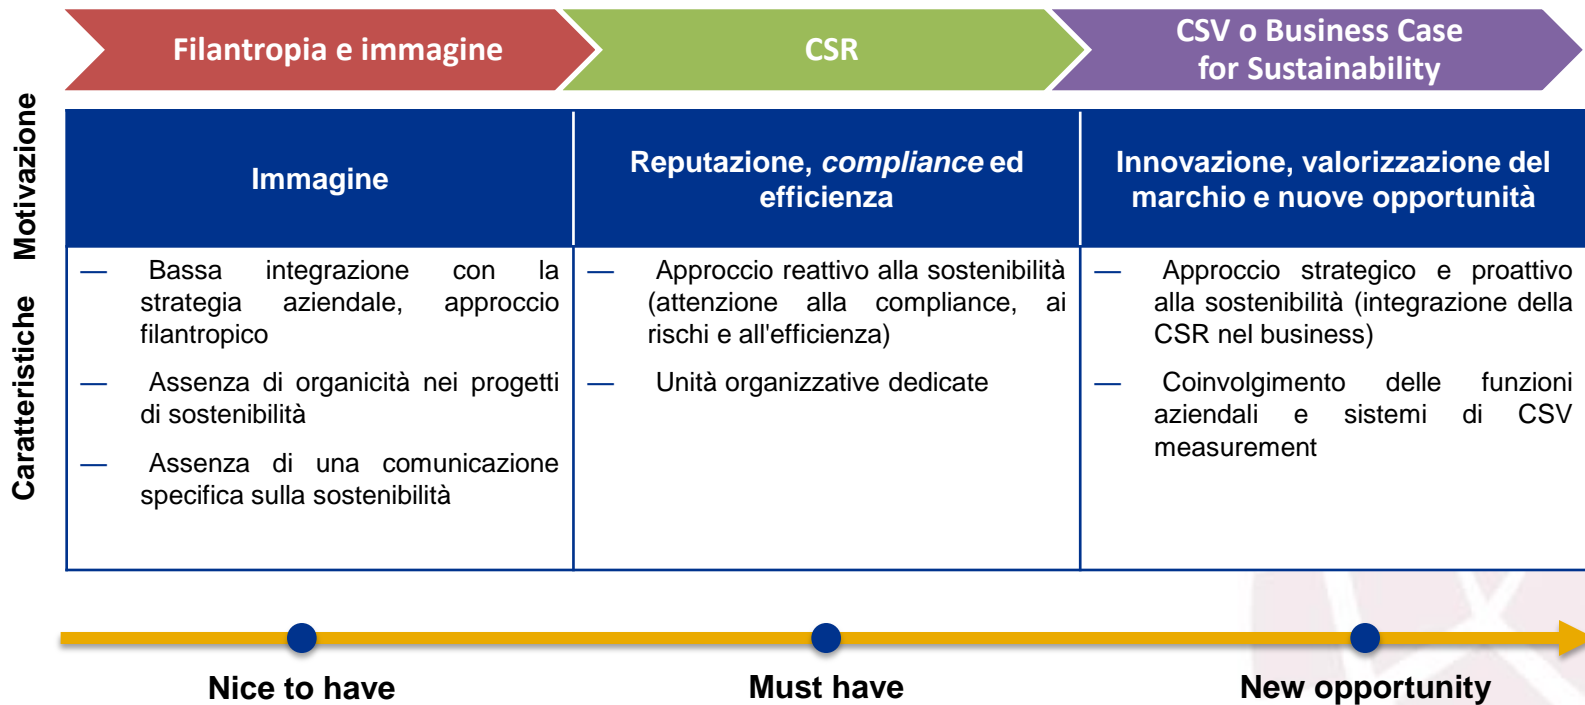 Filantropia e immagine
CSR
CSV o Business Case
for Sustainability
Motivazione
Immagine
Reputazione, compliance ed
efficienza
Innovazione, valorizzazione del
marchio e nuove opportunità
Caratteristiche
— Bassa integrazione con la
strategia aziendale, approccio
filantropico
— Assenza di organicità nei progetti
di sostenibilità
— Assenza di una comunicazione
specifica sulla sostenibilità
— Approccio reattivo alla sostenibilità
(attenzione alla compliance, ai
rischi e all'efficienza)
— Unità organizzative dedicate
— Approccio strategico e proattivo
alla sostenibilità (integrazione della
CSR nel business)
— Coinvolgimento delle funzioni
aziendali e sistemi di CSV
measurement
Nice to have
Must have
New opportunity